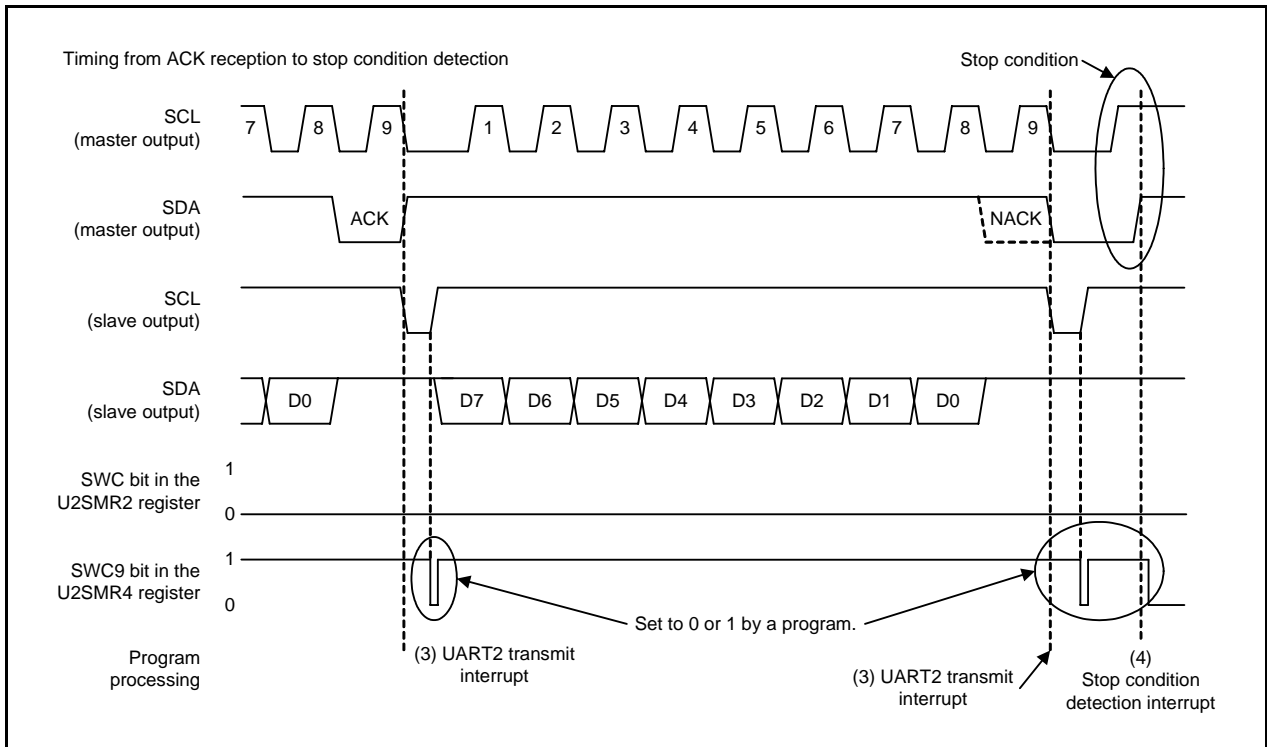 Timing from ACK reception to stop condition detection
Stop condition
SCL
(master output)
7 8 9 1 2 3 4 5 6 7 8 9
SDA
(master output)
ACK
NACK
SCL
(slave output)
SDA
(slave output)
D0 D7 D6 D5 D4 D3 D2 D1 D0
SWC bit in the
U2SMR2 register
1
0
SWC9 bit in the
U2SMR4 register
1
0
Set to 0 or 1 by a program.
Program
processing
(3) UART2 transmit
interrupt
(3) UART2 transmit
interrupt
(4)
Stop condition
detection interrupt